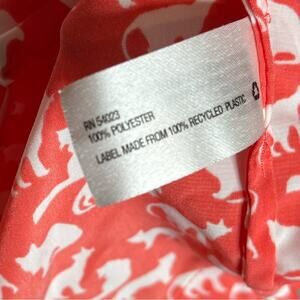 RN 54023
100% POLYESTER
LABEL MADE FROM 100% RECYCLED PLASTIC